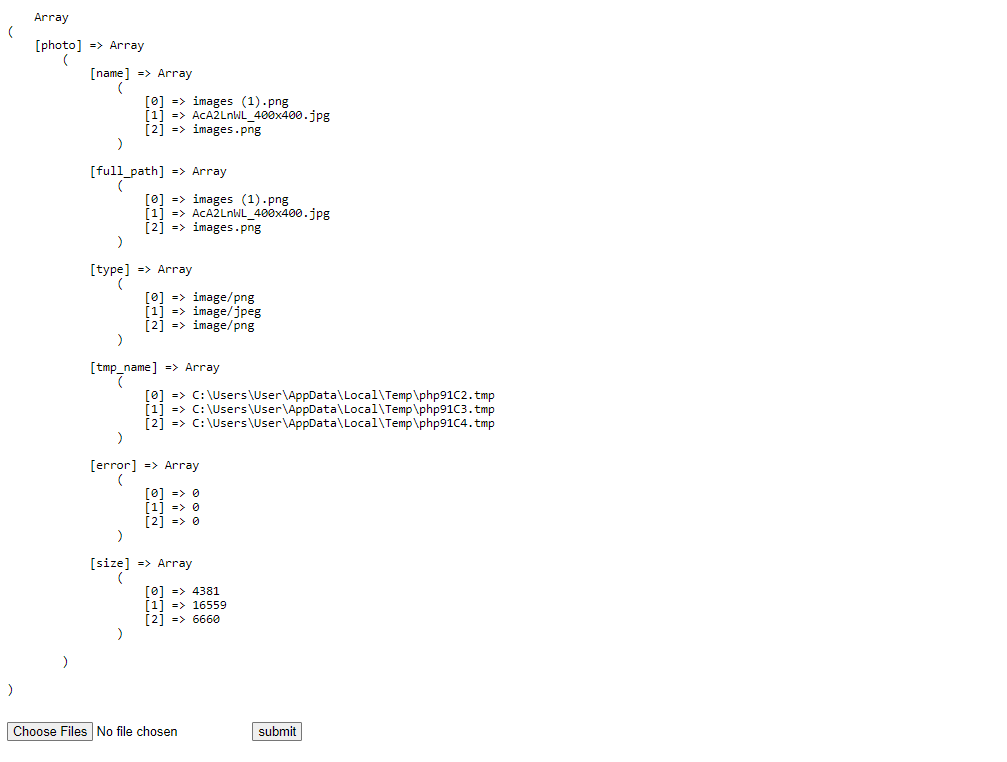 Array
(
[photo] => Array
(
[name] => Array
(
[0] => images (1).png
[1] => AcA2LnWL_400x400.jpg
[2] => images.png
)
[full_path] => Array
(
[0] => images (1).png
[1] => AcA2LnWL_400x400.jpg
[2] => images.png
)
[type] => Array
(
[0] => image/png
[1] => image/jpeg
[2] => image/png
)
[tmp_name] => Array
(
[0] => C:\Users\User\AppData\Local\Temp\php91C2.tmp
[1] => C:\Users\User\AppData\Local\Temp\php91C3.tmp
[2] => C:\Users\User\AppData\Local\Temp\php91C4.tmp
)
[error] => Array
(
[0] => 0
[1] => 0
[2] => 0
)
[size] => Array
(
[0] => 4381
[1] => 16559
[2] => 6660
)
)
)
Choose Files No file chosen submit